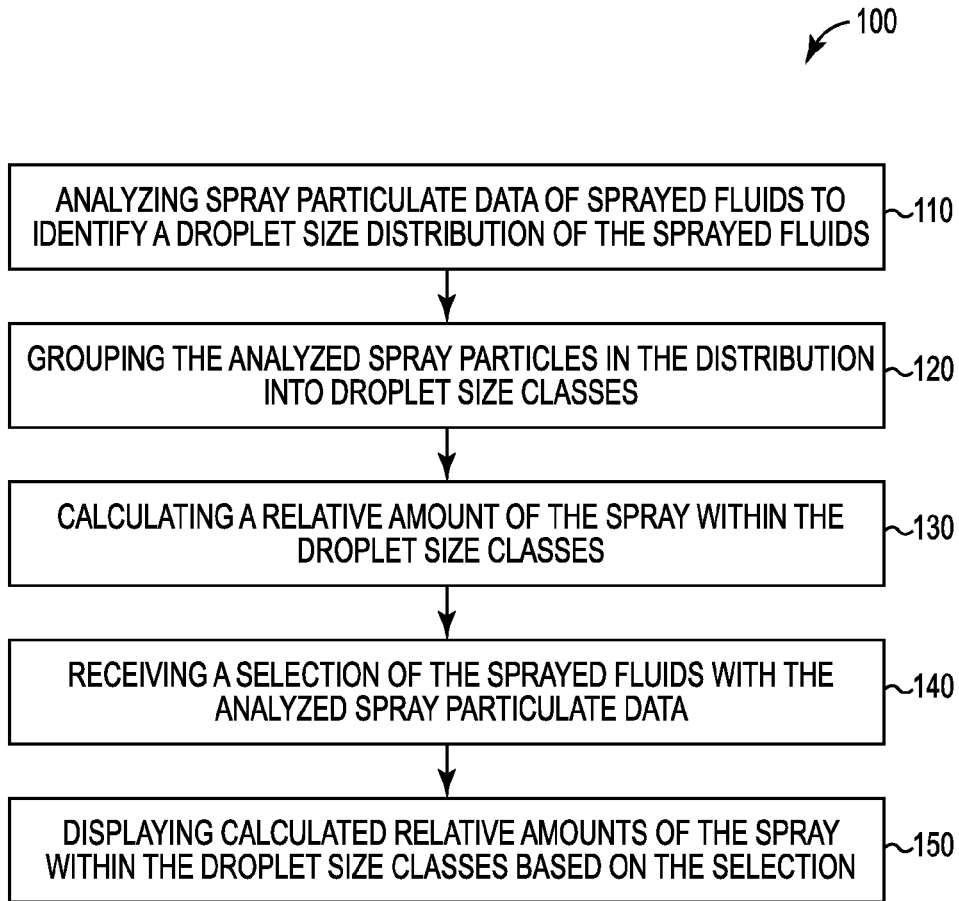 100
ANALYZING SPRAY PARTICULATE DATA OF SPRAYED FLUIDS TO
IDENTIFY A DROPLET SIZE DISTRIBUTION OF THE SPRAYED FLUIDS
110
GROUPING THE ANALYZED SPRAY PARTICLES IN THE DISTRIBUTION
INTO DROPLET SIZE CLASSES
120
CALCULATING A RELATIVE AMOUNT OF THE SPRAY WITHIN THE
DROPLET SIZE CLASSES
130
RECEIVING A SELECTION OF THE SPRAYED FLUIDS WITH THE
ANALYZED SPRAY PARTICULATE DATA
140
DISPLAYING CALCULATED RELATIVE AMOUNTS OF THE SPRAY
WITHIN THE DROPLET SIZE CLASSES BASED ON THE SELECTION
150